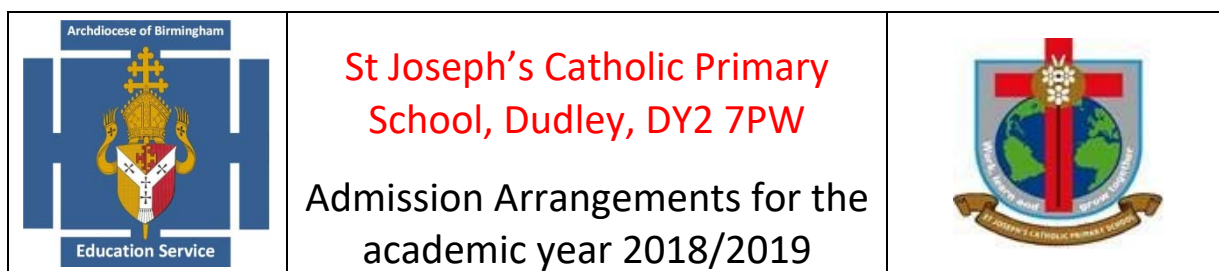 Archdiocese of Birmingham
Education Service
St Joseph's Catholic Primary
School, Dudley, DY2 7PW
Admission Arrangements for the
academic year 2018/2019
Work, learn and grow together
ST JOSEPH'S CATHOLIC PRIMARY SCHOOL